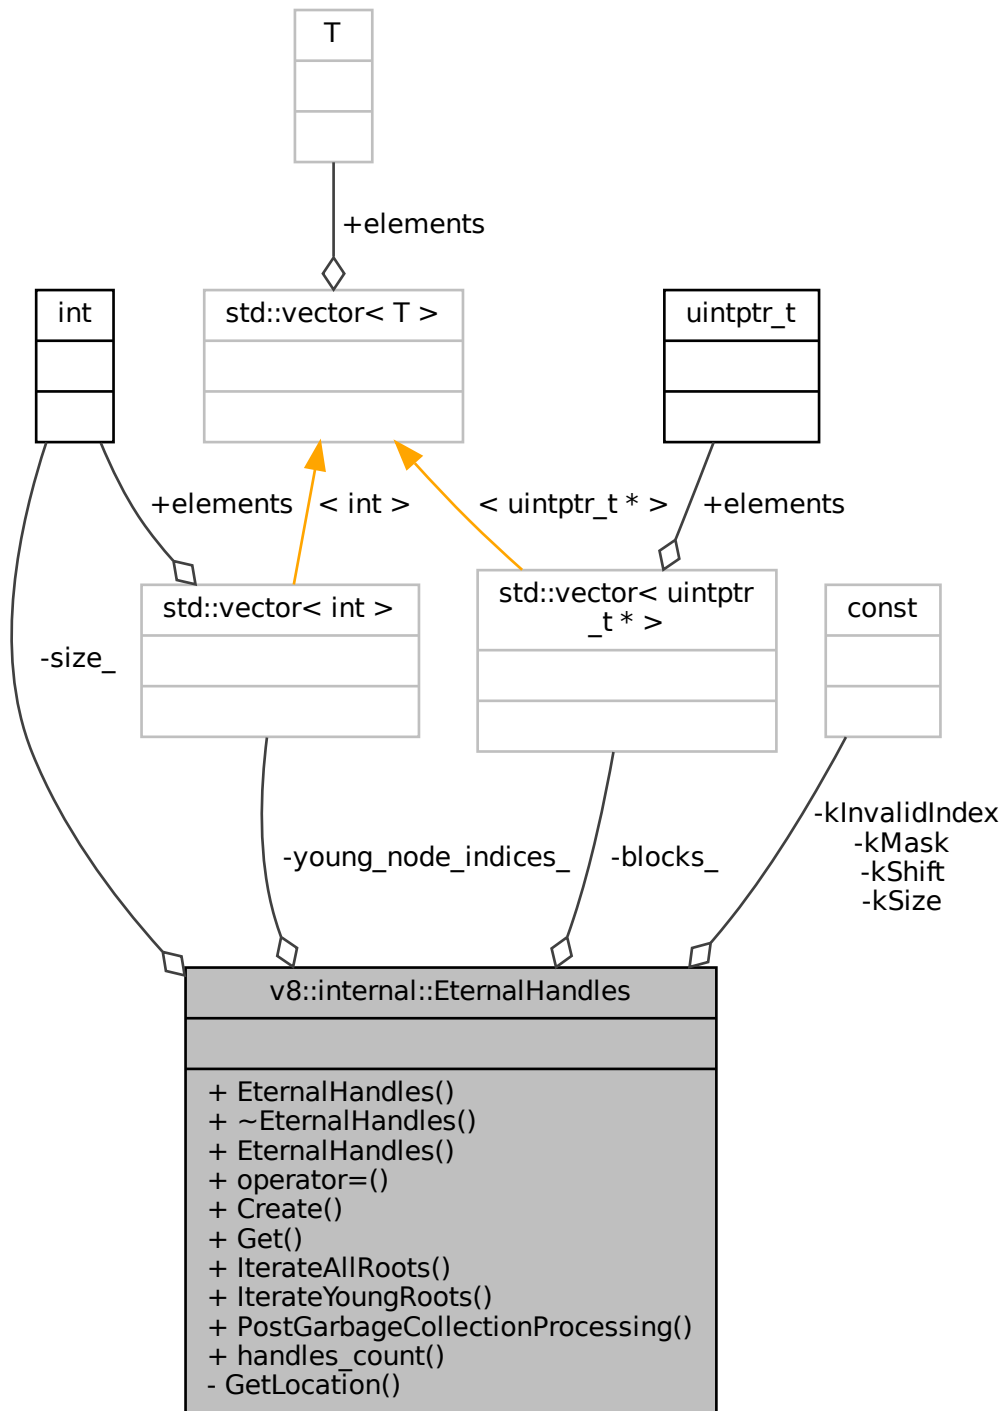 T
+elements
int
std::vector< T >
uintptr_t
+elements
< int >
< uintptr_t * >
+elements
std::vector< int >
std::vector< uintptr
_t * >
const
-size_
-kInvalidIndex
-kMask
-kShift
-kSize
-young_node_indices_
-blocks_
v8::internal::EternalHandles
+ EternalHandles()
+ ~EternalHandles()
+ EternalHandles()
+ operator=()
+ Create()
+ Get()
+ IterateAllRoots()
+ IterateYoungRoots()
+ PostGarbageCollectionProcessing()
+ handles_count()
- GetLocation()